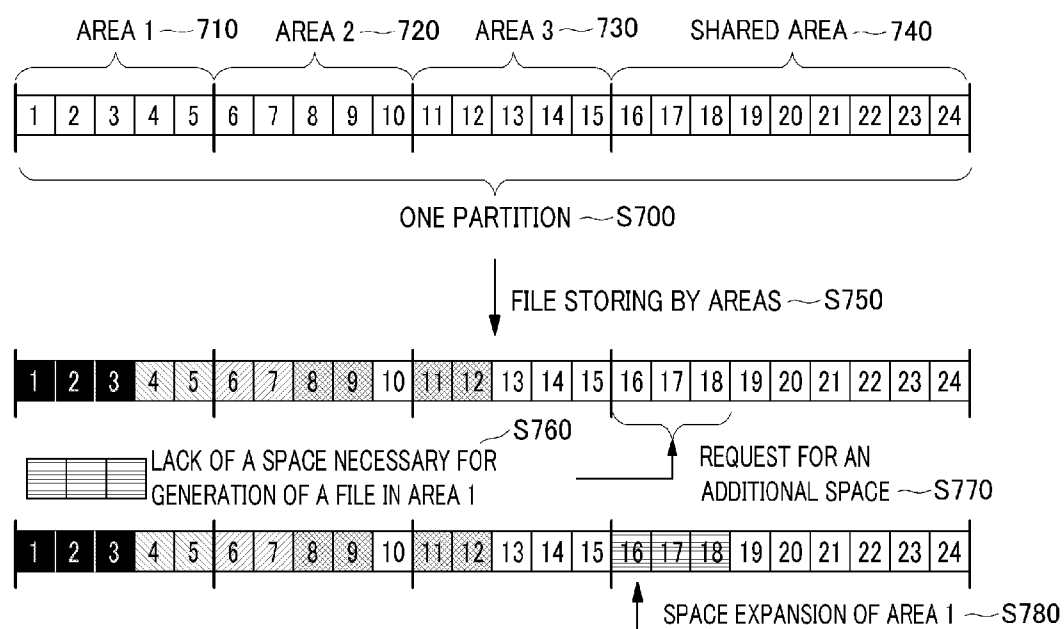 AREA 1 ~ 710 AREA 2 ~ 720 AREA 3 ~ 730 SHARED AREA ~ 740
1 2 3 4 5 6 7 8 9 10 11 12 13 14 15 16 17 18 19 20 21 22 23 24
ONE PARTITION ~ S700
FILE STORING BY AREAS ~ S750
1 2 3 4 5 6 7 8 9 10 11 12 13 14 15 16 17 18 19 20 21 22 23 24
~ S760
LACK OF A SPACE NECESSARY FOR
GENERATION OF A FILE IN AREA 1
REQUEST FOR AN
ADDITIONAL SPACE ~ S770
1 2 3 4 5 6 7 8 9 10 11 12 13 14 15 16 17 18 19 20 21 22 23 24
SPACE EXPANSION OF AREA 1 ~ S780